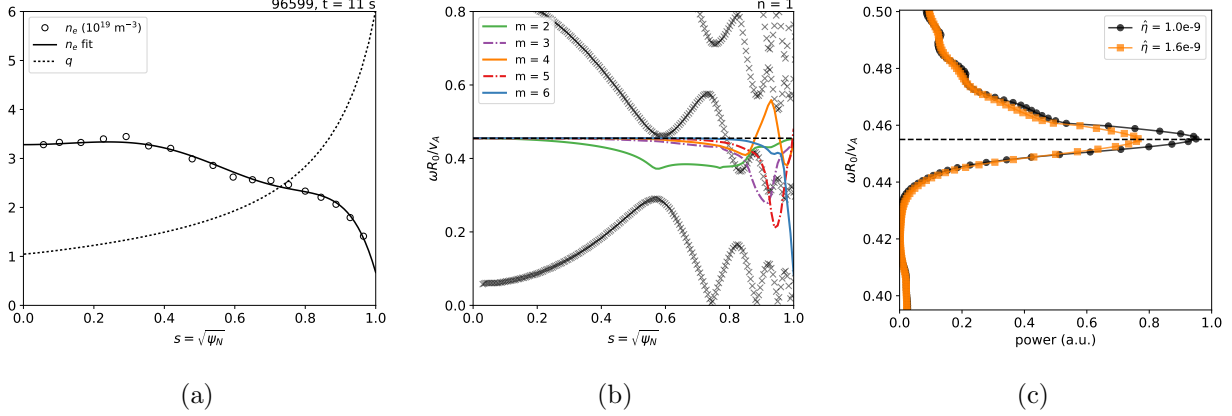 96599, t = 11 s
6
5
4
3
2
1
0
n_e (10^19 m^−3)
n_e fit
q
0.0 0.2 0.4 0.6 0.8 1.0
s = √ψ_N
(a)
n = 1
0.8
0.6
0.4
0.2
0.0
ωR_0/v_A
m = 2
m = 3
m = 4
m = 5
m = 6
0.0 0.2 0.4 0.6 0.8 1.0
s = √ψ_N
(b)
0.50
0.48
0.46
0.44
0.42
0.40
ωR_0/v_A
η̂ = 1.0e-9
η̂ = 1.6e-9
0.0 0.2 0.4 0.6 0.8 1.0
power (a.u.)
(c)